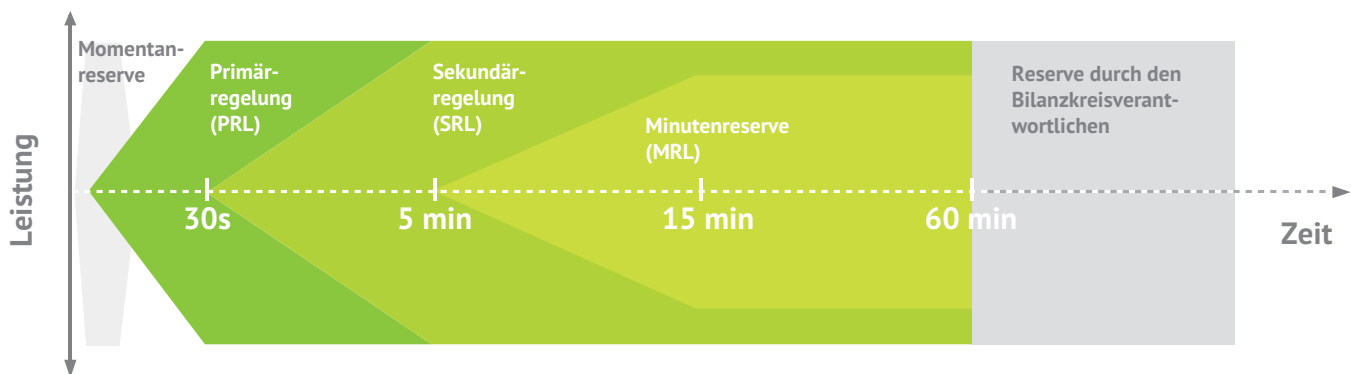 Momentan-
reserve
Primär-
regelung
(PRL)
Sekundär-
regelung
(SRL)
Minutenreserve
(MRL)
Reserve durch den
Bilanzkreisverant-
wortlichen
Leistung
30s
5 min
15 min
60 min
Zeit